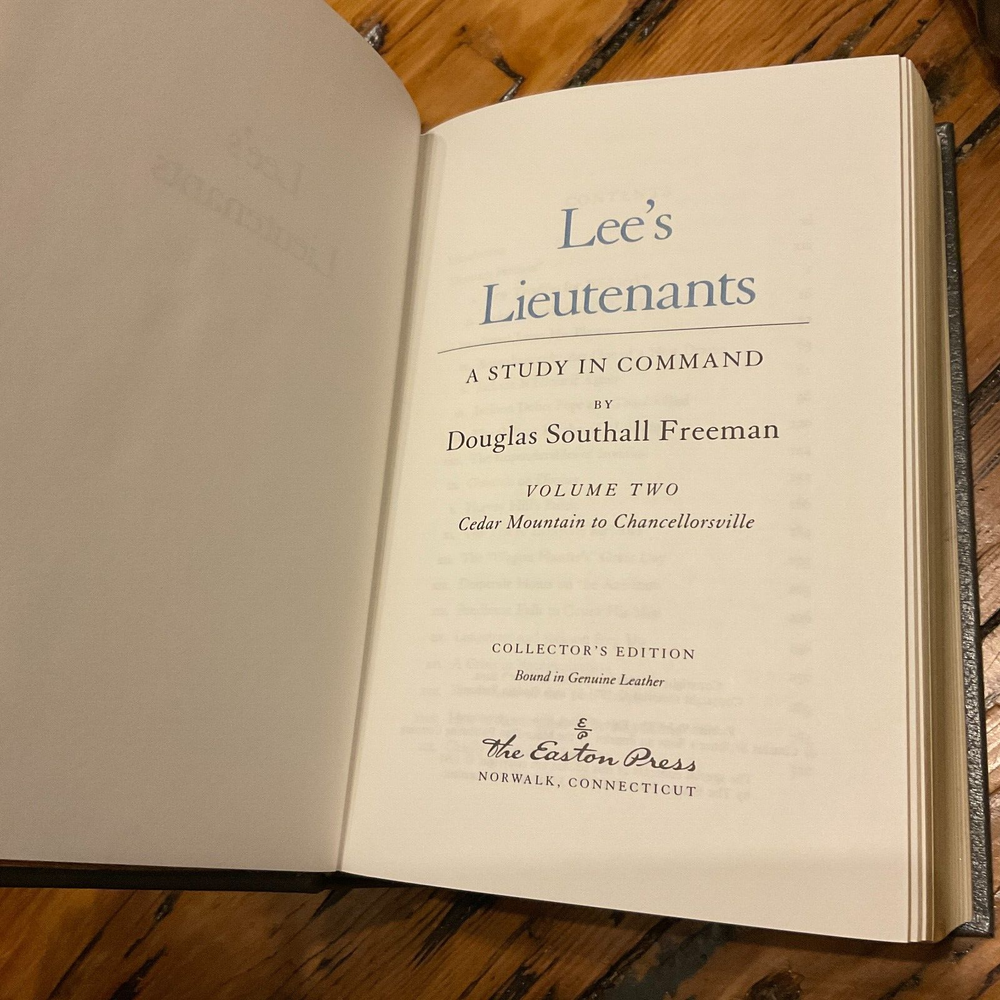 Lee's
Lieutenants
A STUDY IN COMMAND
BY
Douglas Southall Freeman
VOLUME TWO
Cedar Mountain to Chancellorsville
COLLECTOR'S EDITION
Bound in Genuine Leather
E
P
The Easton Press
NORWALK, CONNECTICUT